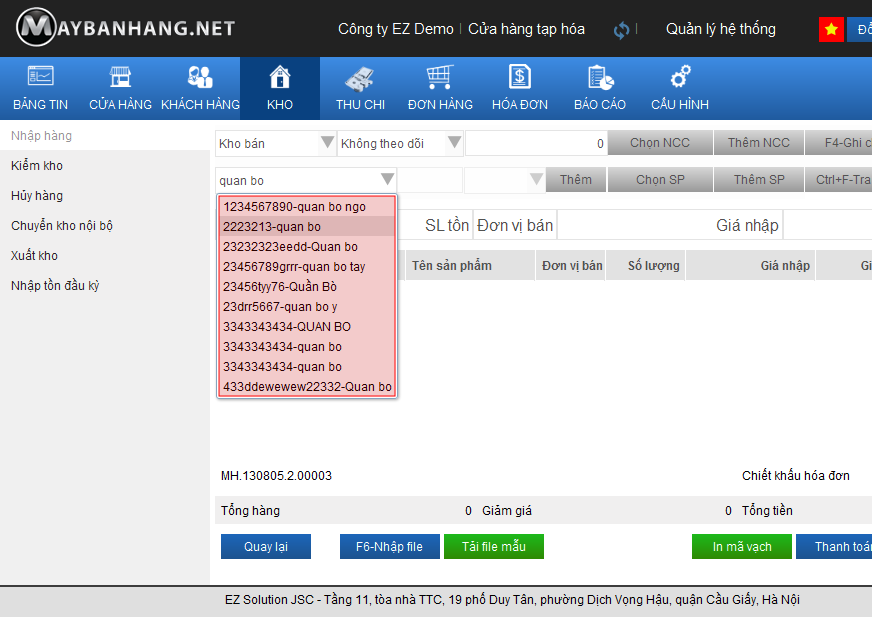 MAYBANHANG.NET
Công ty EZ Demo | Cửa hàng tạp hóa | Quản lý hệ thống
BẢNG TIN CỬA HÀNG KHÁCH HÀNG KHO THU CHI ĐƠN HÀNG HÓA ĐƠN BÁO CÁO CẤU HÌNH
Nhập hàng
Kiểm kho
Hủy hàng
Chuyển kho nội bộ
Xuất kho
Nhập tồn đầu kỳ
Kho bán Không theo dõi 0 Chọn NCC Thêm NCC F4-Ghi
quan bo Thêm Chọn SP Thêm SP Ctrl+F-Tra
1234567890-quan bo ngo
2223213-quan bo
23232323eedd-Quan bo
23456789grrr-quan bo tay
23456tyy76-Quần Bò
23drr5667-quan bo y
3343343434-QUAN BO
3343343434-quan bo
3343343434-quan bo
433ddewewew22332-Quan bo
SL tồn Đơn vị bán Giá nhập
Tên sản phẩm Đơn vị bán Số lượng Giá nhập
MH.130805.2.00003 Chiết khấu hóa đơn
Tổng hàng 0 Giảm giá 0 Tổng tiền
Quay lại F6-Nhập file Tải file mẫu In mã vạch Thanh toán
EZ Solution JSC - Tầng 11, tòa nhà TTC, 19 phố Duy Tân, phường Dịch Vọng Hậu, quận Cầu Giấy, Hà Nội